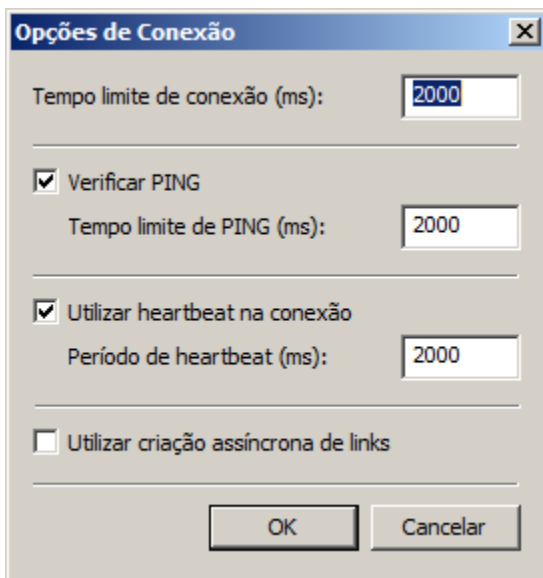 Opções de Conexão
Tempo limite de conexão (ms): 2000
Verificar PING
Tempo limite de PING (ms): 2000
Utilizar heartbeat na conexão
Período de heartbeat (ms): 2000
Utilizar criação assíncrona de links
OK Cancelar